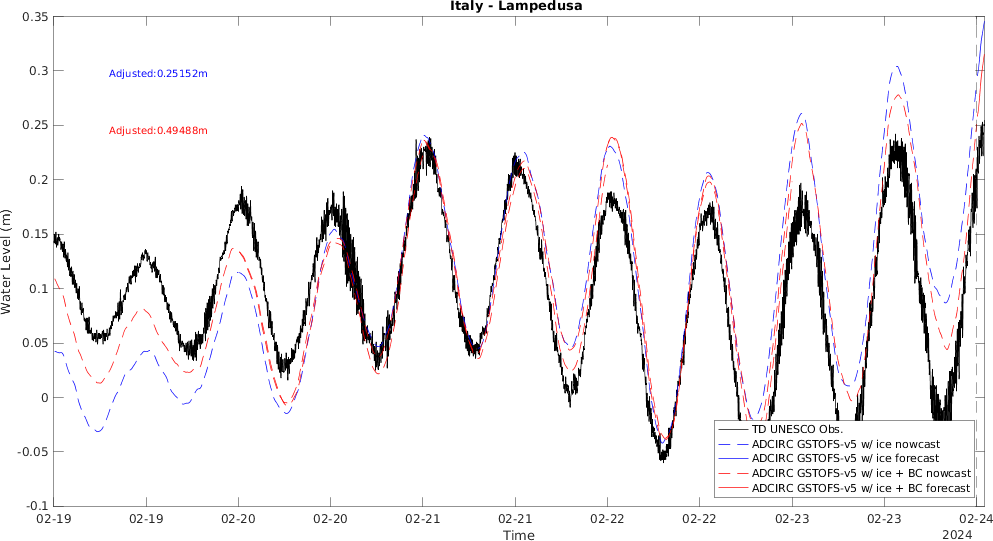 Italy - Lampedusa
0.35
0.3
0.25
0.2
0.15
0.1
0.05
0
-0.05
-0.1
Water Level (m)
Adjusted:0.25152m
Adjusted:0.49488m
TD UNESCO Obs.
ADCIRC GSTOFS-v5 w/ ice nowcast
ADCIRC GSTOFS-v5 w/ ice forecast
ADCIRC GSTOFS-v5 w/ ice + BC nowcast
ADCIRC GSTOFS-v5 w/ ice + BC forecast
02-19 02-19 02-20 02-20 02-21 02-21 02-22 02-22 02-23 02-23 02-24
Time
2024